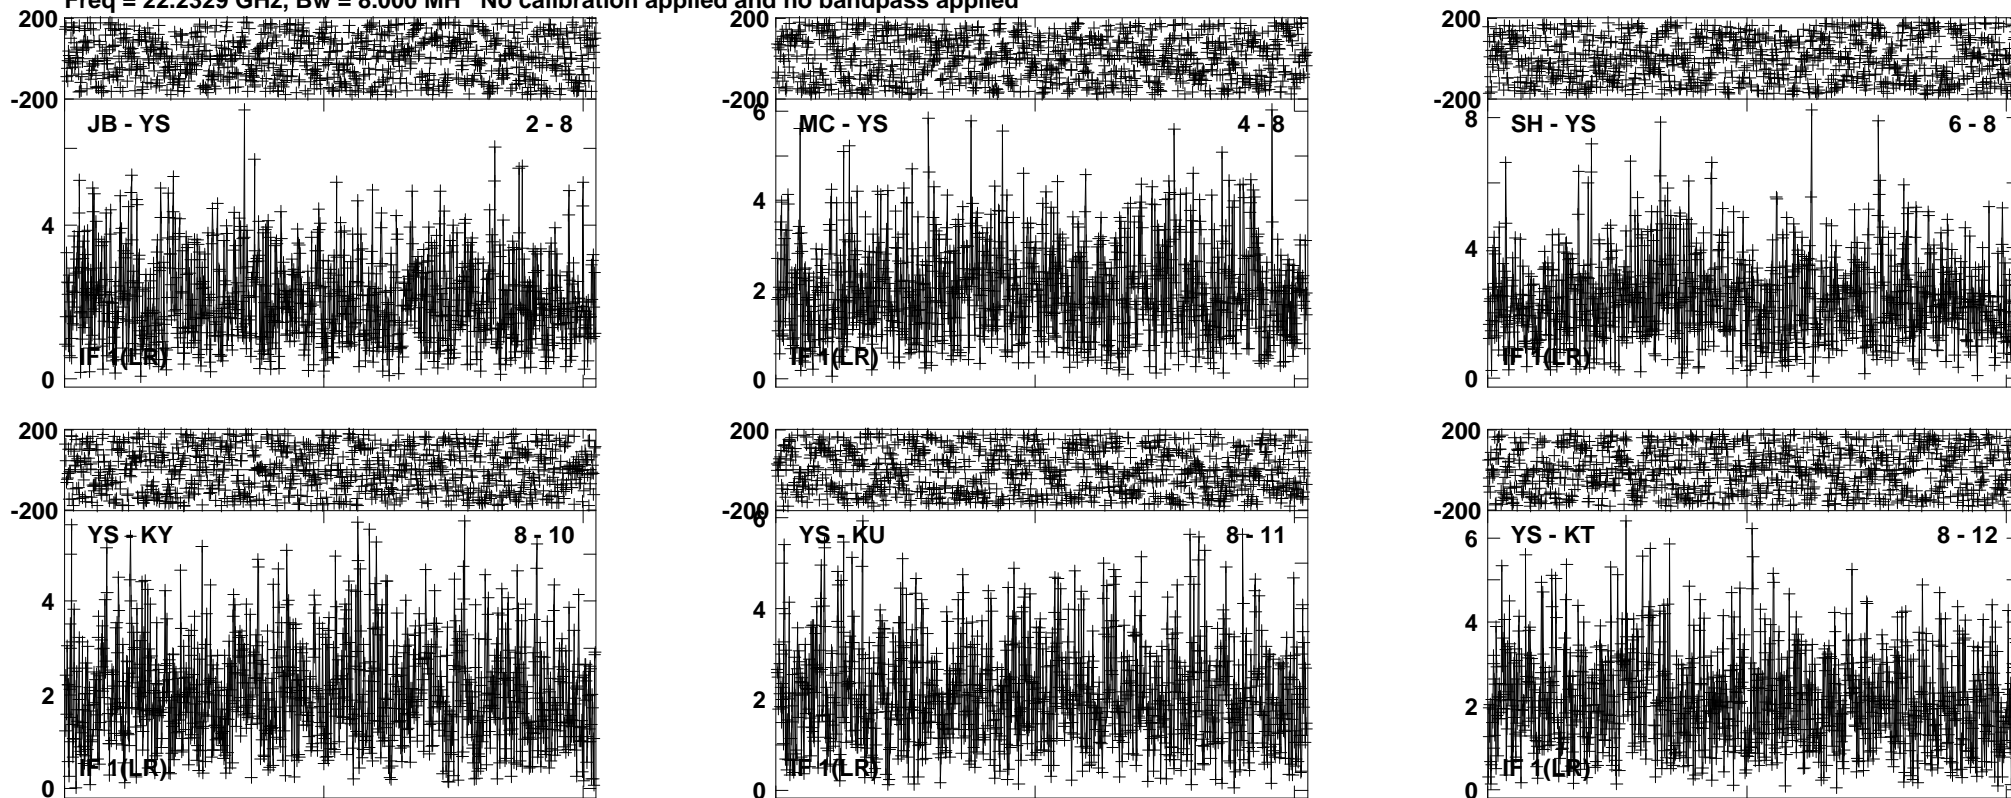 Freq = 22.2329 GHz, Bw = 8.000 MH No calibration applied and no bandpass applied
200
-200
JB - YS 2 - 8
4
0
IF 1(LR)
200
-200
6
MC - YS 4 - 8
4
2
0
IF 1(LR)
200
-200
8
SH - YS 6 - 8
4
0
IF 1(LR)
200
-200
YS - KY 8 - 10
4
2
0
IF 1(LR)
200
-200
6
YS - KU 8 - 11
4
2
0
IF 1(LR)
200
-200
6
YS - KT 8 - 12
4
2
0
IF 1(LR)